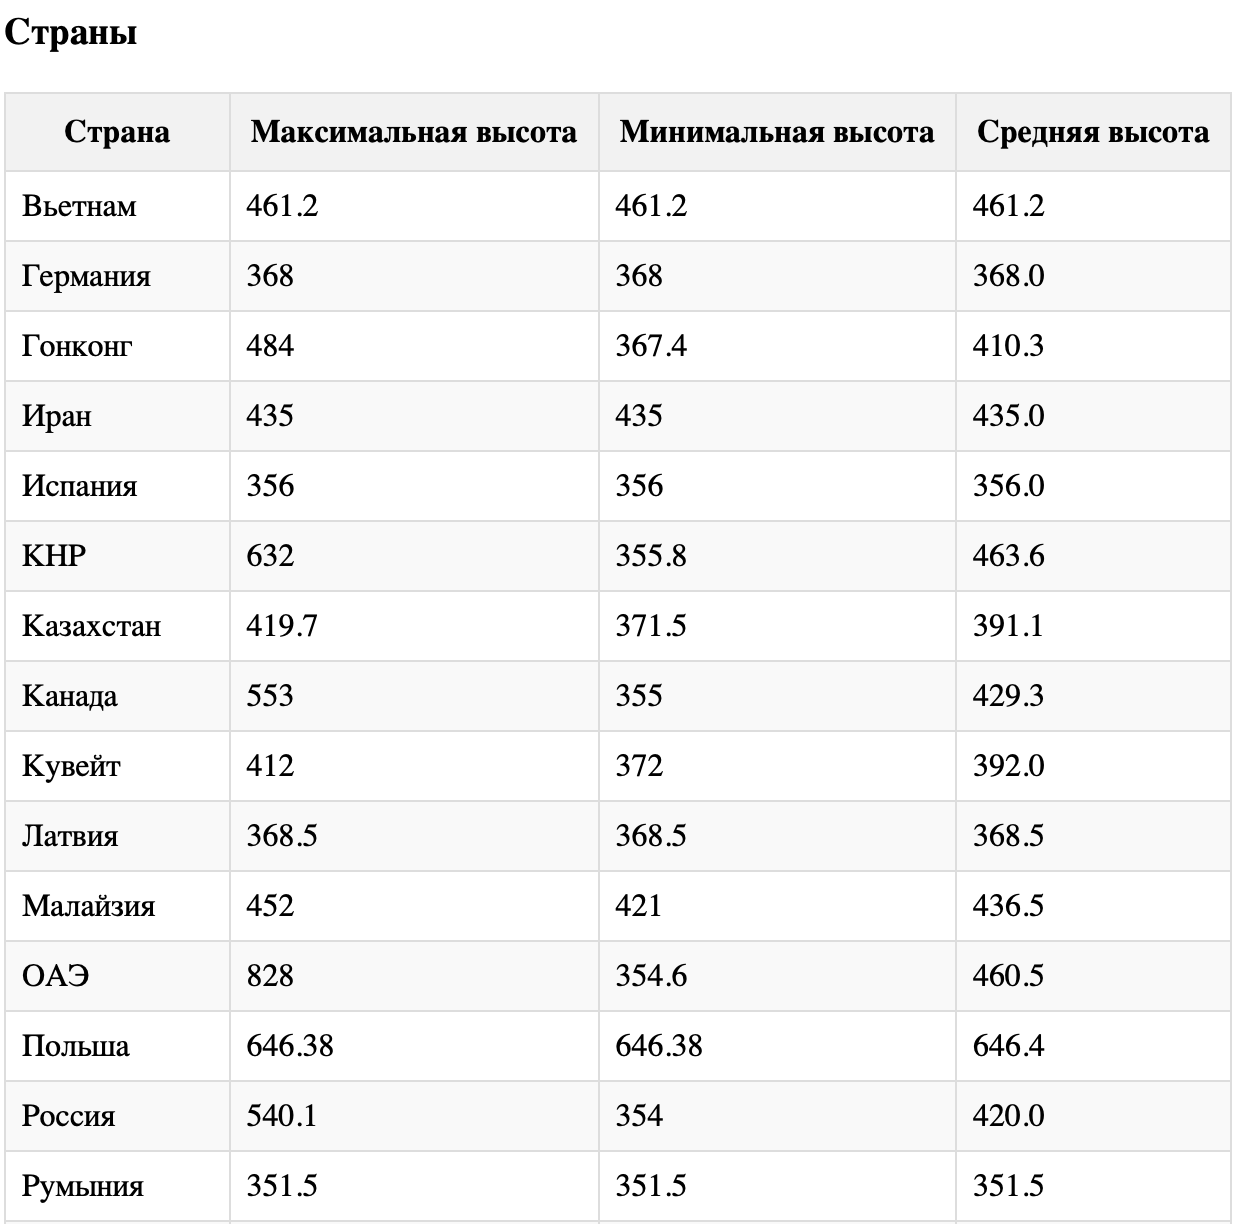 Страны
Страна Максимальная высота Минимальная высота Средняя высота
Вьетнам 461.2 461.2 461.2
Германия 368 368 368.0
Гонконг 484 367.4 410.3
Иран 435 435 435.0
Испания 356 356 356.0
КНР 632 355.8 463.6
Казахстан 419.7 371.5 391.1
Канада 553 355 429.3
Кувейт 412 372 392.0
Латвия 368.5 368.5 368.5
Малайзия 452 421 436.5
ОАЭ 828 354.6 460.5
Польша 646.38 646.38 646.4
Россия 540.1 354 420.0
Румыния 351.5 351.5 351.5